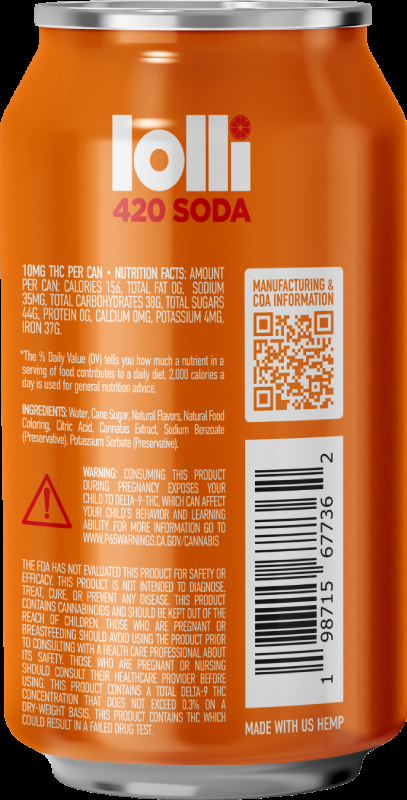 lolli
420 SODA
10MG THC PER CAN • NUTRITION FACTS: AMOUNT
PER CAN: CALORIES 156, TOTAL FAT 0G, SODIUM
35MG, TOTAL CARBOHYDRATES 38G, TOTAL SUGARS
44G, PROTEIN 0G, CALCIUM 0MG, POTASSIUM 4MG,
IRON 37G.
*The % Daily Value (DV) tells you how much a nutrient in a
serving of food contributes to a daily diet. 2,000 calories a
day is used for general nutrition advice.
INGREDIENTS: Water, Cane Sugar, Natural Flavors, Natural Food
Coloring, Citric Acid, Cannabis Extract, Sodium Benzoate
(Preservative), Potassium Sorbate (Preservative).
WARNING: CONSUMING THIS PRODUCT
DURING PREGNANCY EXPOSES YOUR
CHILD TO DELTA-9-THC, WHICH CAN AFFECT
YOUR CHILD'S BEHAVIOR AND LEARNING
ABILITY. FOR MORE INFORMATION GO TO
WWW.P65WARNINGS.CA.GOV/CANNABIS
THE FDA HAS NOT EVALUATED THIS PRODUCT FOR SAFETY OR
EFFICACY. THIS PRODUCT IS NOT INTENDED TO DIAGNOSE,
TREAT, CURE, OR PREVENT ANY DISEASE. THIS PRODUCT
CONTAINS CANNABINOIDS AND SHOULD BE KEPT OUT OF THE
REACH OF CHILDREN. THOSE WHO ARE PREGNANT OR
BREASTFEEDING SHOULD AVOID USING THE PRODUCT PRIOR
TO CONSULTING WITH A HEALTH CARE PROFESSIONAL ABOUT
ITS SAFETY. THOSE WHO ARE PREGNANT OR NURSING
SHOULD CONSULT THEIR HEALTHCARE PROVIDER BEFORE
USING. THIS PRODUCT CONTAINS A TOTAL DELTA-9 THC
CONCENTRATION THAT DOES NOT EXCEED 0.3% ON A
DRY-WEIGHT BASIS. THIS PRODUCT CONTAINS THC WHICH
COULD RESULT IN A FAILED DRUG TEST.
MANUFACTURING &
COA INFORMATION
1 98715 67736 2
MADE WITH US HEMP